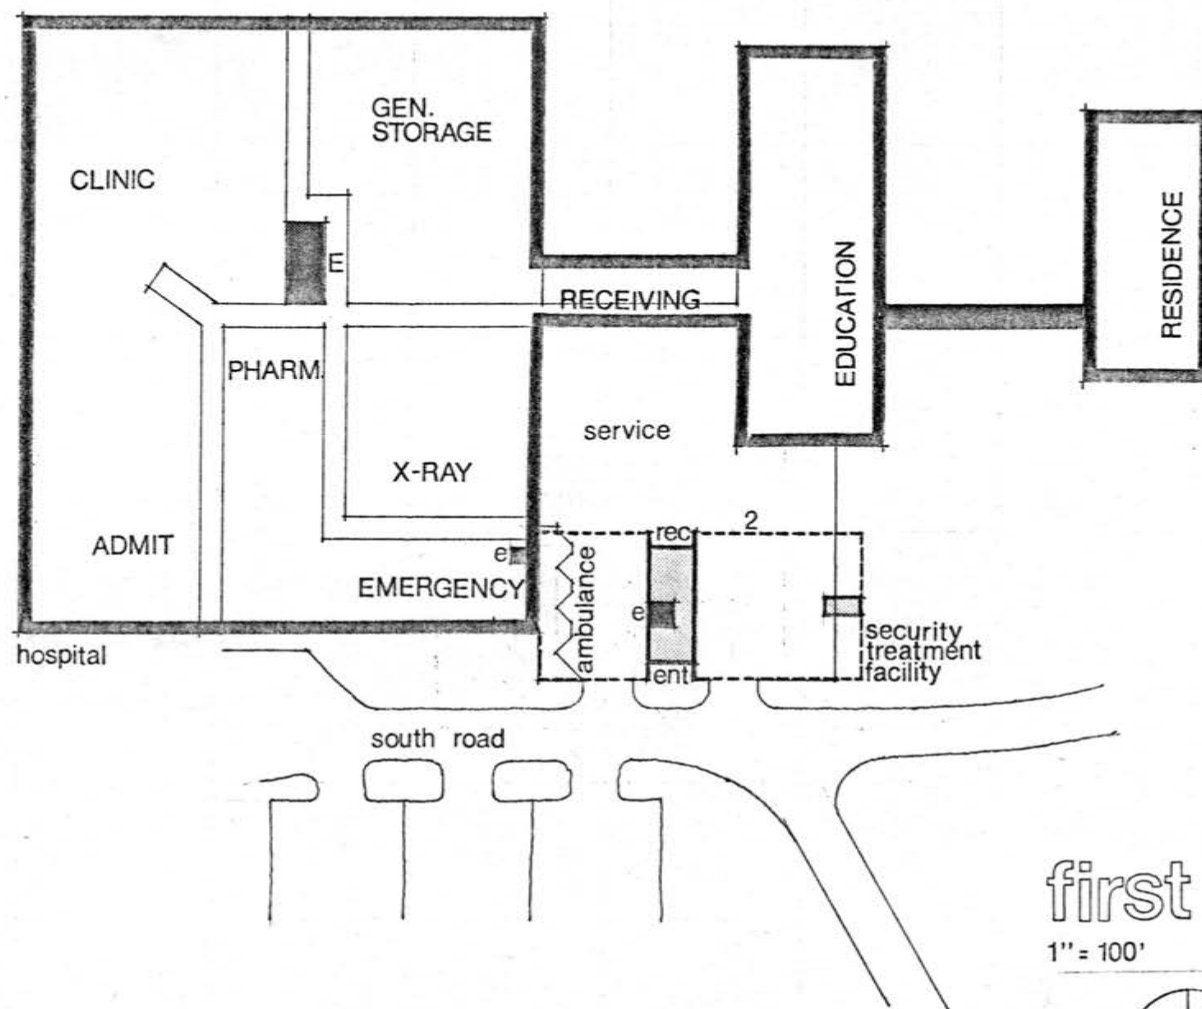 GEN.
STORAGE
CLINIC
E
RECEIVING
EDUCATION
RESIDENCE
PHARM.
service
X-RAY
ADMIT
e
EMERGENCY
ambulance
rec
2
e
ent
security
treatment
facility
hospital
south road
first
1" = 100'